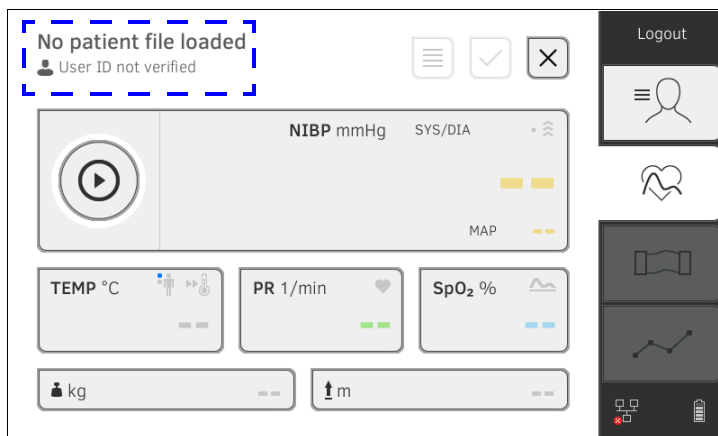 No patient file loaded
User ID not verified
Logout
NIBP mmHg SYS/DIA
MAP
TEMP °C
PR 1/min
SpO₂ %
kg
m